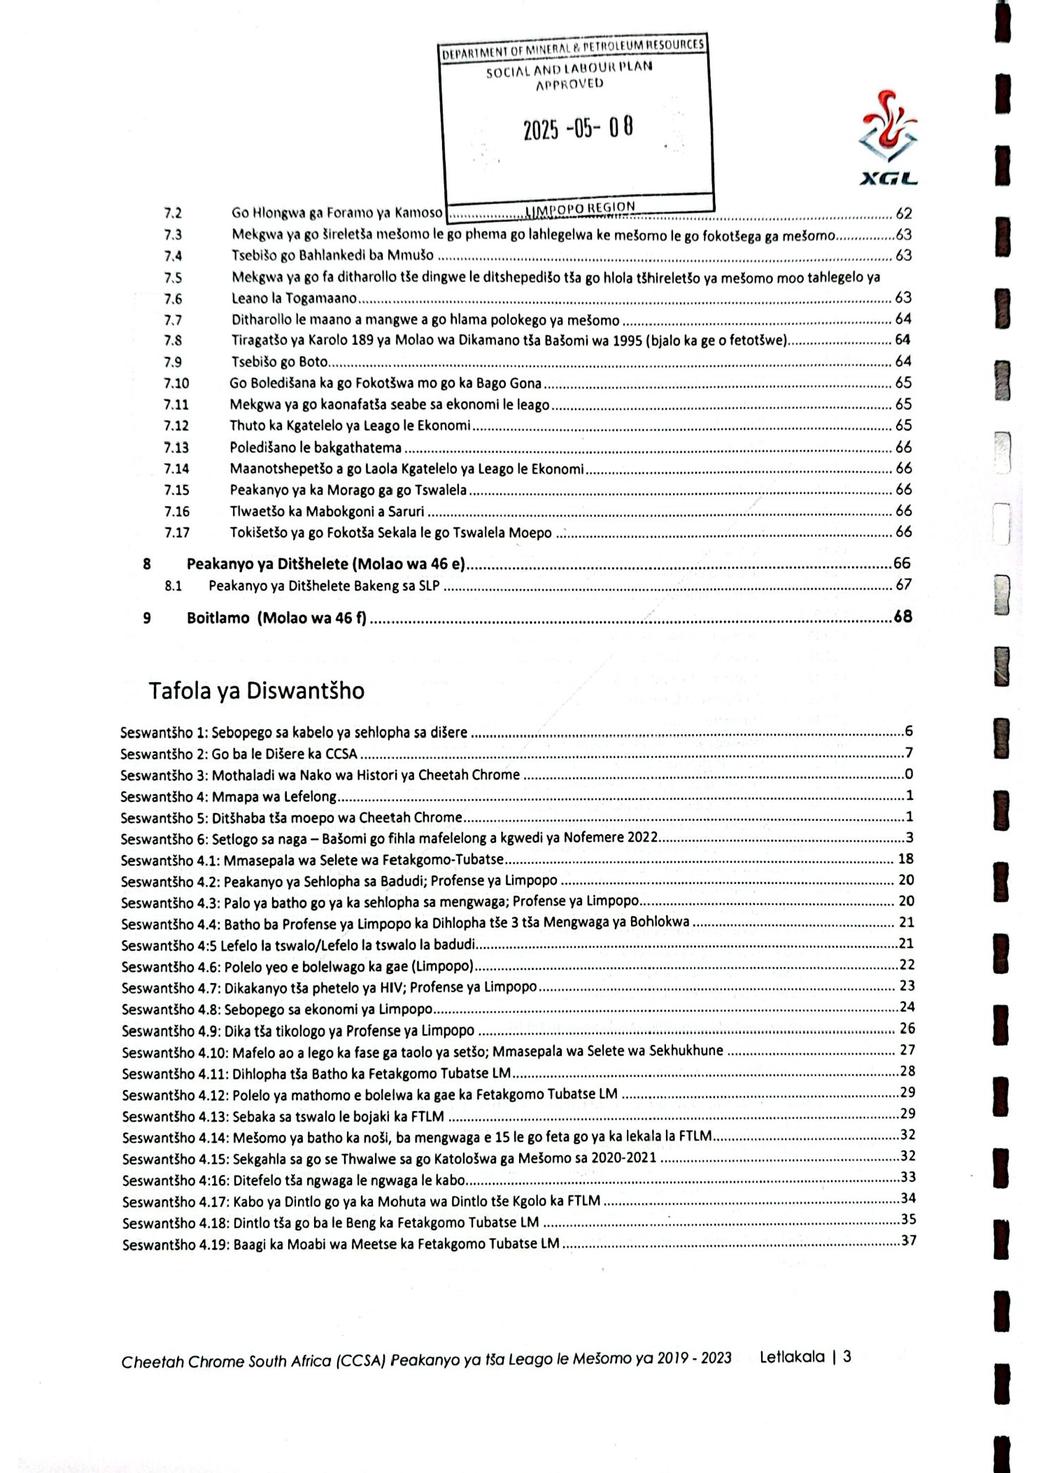 DEPARTMENT OF MINERAL & PETROLEUM RESOURCES
SOCIAL AND LABOUR PLAN
APPROVED
2025 -05- 08
LIMPOPO REGION
XGL
7.2 Go Hlongwa ga Foramo ya Kamoso 62
7.3 Mekgwa ya go šireletša mešomo le go phema go lahlegelwa ke mešomo le go fokotšega ga mešomo 63
7.4 Tsebišo go Bahlankedi ba Mmušo 63
7.5 Mekgwa ya go fa ditharollo tše dingwe le ditshepedišo tša go hlola tšhireletšo ya mešomo moo tahlegelo ya
7.6 Leano la Togamaano 63
7.7 Ditharollo le maano a mangwe a go hlama polokego ya mešomo 64
7.8 Tiragatšo ya Karolo 189 ya Molao wa Dikamano tša Bašomi wa 1995 (bjalo ka ge o fetotšwe) 64
7.9 Tsebišo go Boto 64
7.10 Go Boledišana ka go Fokotšwa mo go ka Bago Gona 65
7.11 Mekgwa ya go kaonafatša seabe sa ekonomi le leago 65
7.12 Thuto ka Kgatelelo ya Leago le Ekonomi 65
7.13 Poledišano le bakgathatema 66
7.14 Maanotshepetšo a go Laola Kgatelelo ya Leago le Ekonomi 66
7.15 Peakanyo ya ka Morago ga go Tswalela 66
7.16 Tlwaetšo ka Mabokgoni a Saruri 66
7.17 Tokišetšo ya go Fokotša Sekala le go Tswalela Moepo 66
8 Peakanyo ya Ditšhelete (Molao wa 46 e) 66
8.1 Peakanyo ya Ditšhelete Bakeng sa SLP 67
9 Boitlamo (Molao wa 46 f) 68
Tafola ya Diswantšho
Seswantšho 1: Sebopego sa kabelo ya sehlopha sa dišere 6
Seswantšho 2: Go ba le Dišere ka CCSA 7
Seswantšho 3: Mothaladi wa Nako wa Histori ya Cheetah Chrome 0
Seswantšho 4: Mmapa wa Lefelong 1
Seswantšho 5: Ditšhaba tša moepo wa Cheetah Chrome 1
Seswantšho 6: Setlogo sa naga – Bašomi go fihla mafelelong a kgwedi ya Nofemere 2022 3
Seswantšho 4.1: Mmasepala wa Selete wa Fetakgomo-Tubatse 18
Seswantšho 4.2: Peakanyo ya Sehlopha sa Badudi; Profense ya Limpopo 20
Seswantšho 4.3: Palo ya batho go ya ka sehlopha sa mengwaga; Profense ya Limpopo 20
Seswantšho 4.4: Batho ba Profense ya Limpopo ka Dihlopha tše 3 tša Mengwaga ya Bohlokwa 21
Seswantšho 4:5 Lefelo la tswalo/Lefelo la tswalo la badudi 21
Seswantšho 4.6: Polelo yeo e bolelwago ka gae (Limpopo) 22
Seswantšho 4.7: Dikakanyo tša phetelo ya HIV; Profense ya Limpopo 23
Seswantšho 4.8: Sebopego sa ekonomi ya Limpopo 24
Seswantšho 4.9: Dika tša tikologo ya Profense ya Limpopo 26
Seswantšho 4.10: Mafelo ao a lego ka fase ga taolo ya setšo; Mmasepala wa Selete wa Sekhukhune 27
Seswantšho 4.11: Dihlopha tša Batho ka Fetakgomo Tubatse LM 28
Seswantšho 4.12: Polelo ya mathomo e bolelwa ka gae ka Fetakgomo Tubatse LM 29
Seswantšho 4.13: Sebaka sa tswalo le bojaki ka FTLM 29
Seswantšho 4.14: Mešomo ya batho ka noši, ba mengwaga e 15 le go feta go ya ka lekala la FTLM 32
Seswantšho 4.15: Sekgahla sa go se Thwalwe sa go Katološwa ga Mešomo sa 2020-2021 32
Seswantšho 4:16: Ditefelo tša ngwaga le ngwaga le kabo 33
Seswantšho 4.17: Kabo ya Dintlo go ya ka Mohuta wa Dintlo tše Kgolo ka FTLM 34
Seswantšho 4.18: Dintlo tša go ba le Beng ka Fetakgomo Tubatse LM 35
Seswantšho 4.19: Baagi ka Moabi wa Meetse ka Fetakgomo Tubatse LM 37
Cheetah Chrome South Africa (CCSA) Peakanyo ya tša Leago le Mešomo ya 2019 - 2023 Letlakala | 3